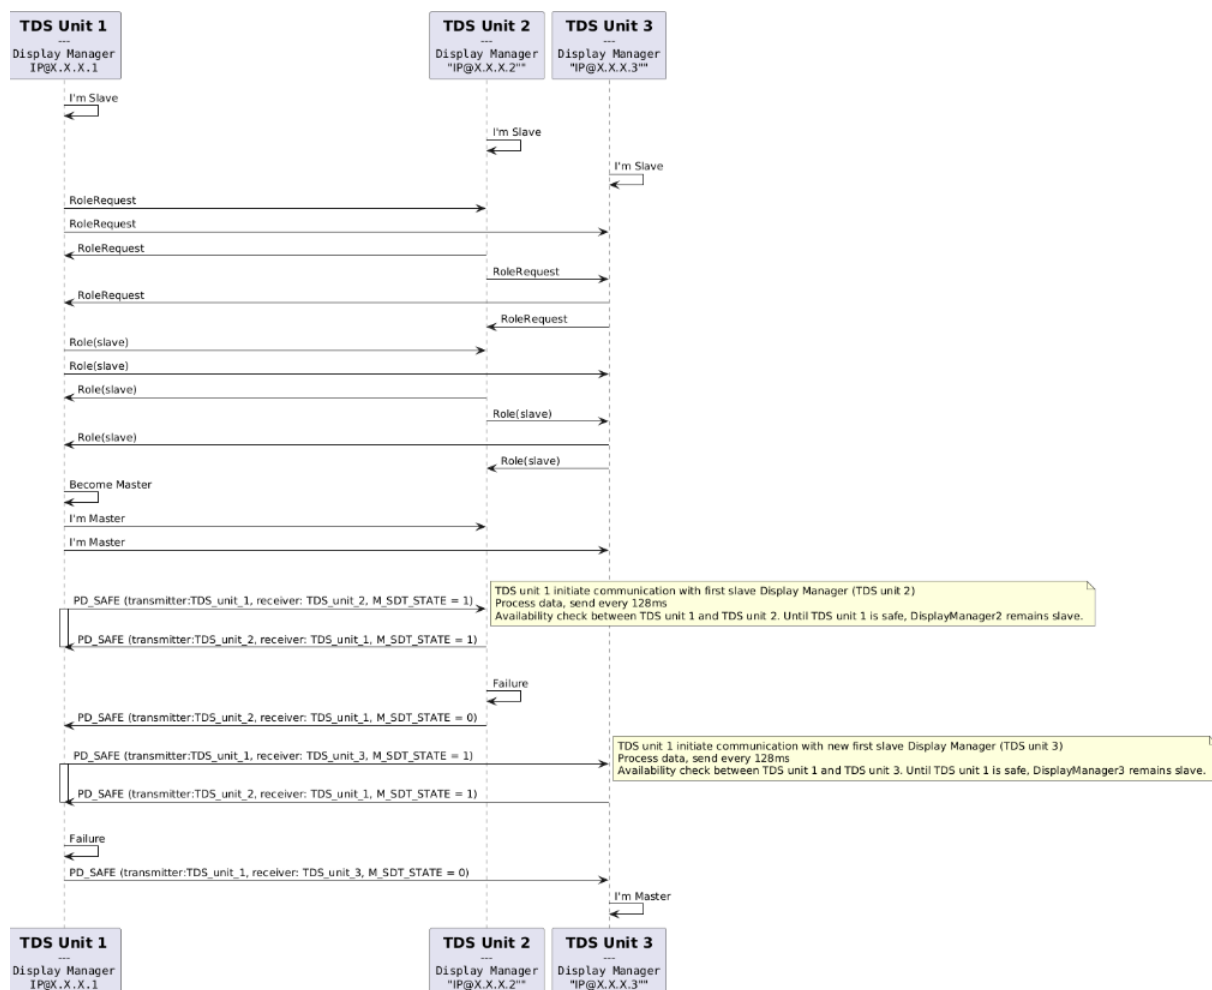 TDS Unit 1
---
Display Manager
IP@X.X.X.1
TDS Unit 2
---
Display Manager
"IP@X.X.X.2""
TDS Unit 3
---
Display Manager
"IP@X.X.X.3""
I'm Slave
I'm Slave
I'm Slave
RoleRequest
RoleRequest
RoleRequest
RoleRequest
RoleRequest
RoleRequest
Role(slave)
Role(slave)
Role(slave)
Role(slave)
Role(slave)
Role(slave)
Become Master
I'm Master
I'm Master
PD_SAFE (transmitter:TDS_unit_1, receiver: TDS_unit_2, M_SDT_STATE = 1)
TDS unit 1 initiate communication with first slave Display Manager (TDS unit 2)
Process data, send every 128ms
Availability check between TDS unit 1 and TDS unit 2. Until TDS unit 1 is safe, DisplayManager2 remains slave.
PD_SAFE (transmitter:TDS_unit_2, receiver: TDS_unit_1, M_SDT_STATE = 1)
Failure
PD_SAFE (transmitter:TDS_unit_2, receiver: TDS_unit_1, M_SDT_STATE = 0)
PD_SAFE (transmitter:TDS_unit_1, receiver: TDS_unit_3, M_SDT_STATE = 1)
TDS unit 1 initiate communication with new first slave Display Manager (TDS unit 3)
Process data, send every 128ms
Availability check between TDS unit 1 and TDS unit 3. Until TDS unit 1 is safe, DisplayManager3 remains slave.
PD_SAFE (transmitter:TDS_unit_2, receiver: TDS_unit_1, M_SDT_STATE = 1)
Failure
PD_SAFE (transmitter:TDS_unit_1, receiver: TDS_unit_3, M_SDT_STATE = 0)
I'm Master
TDS Unit 1
---
Display Manager
IP@X.X.X.1
TDS Unit 2
---
Display Manager
"IP@X.X.X.2""
TDS Unit 3
---
Display Manager
"IP@X.X.X.3""